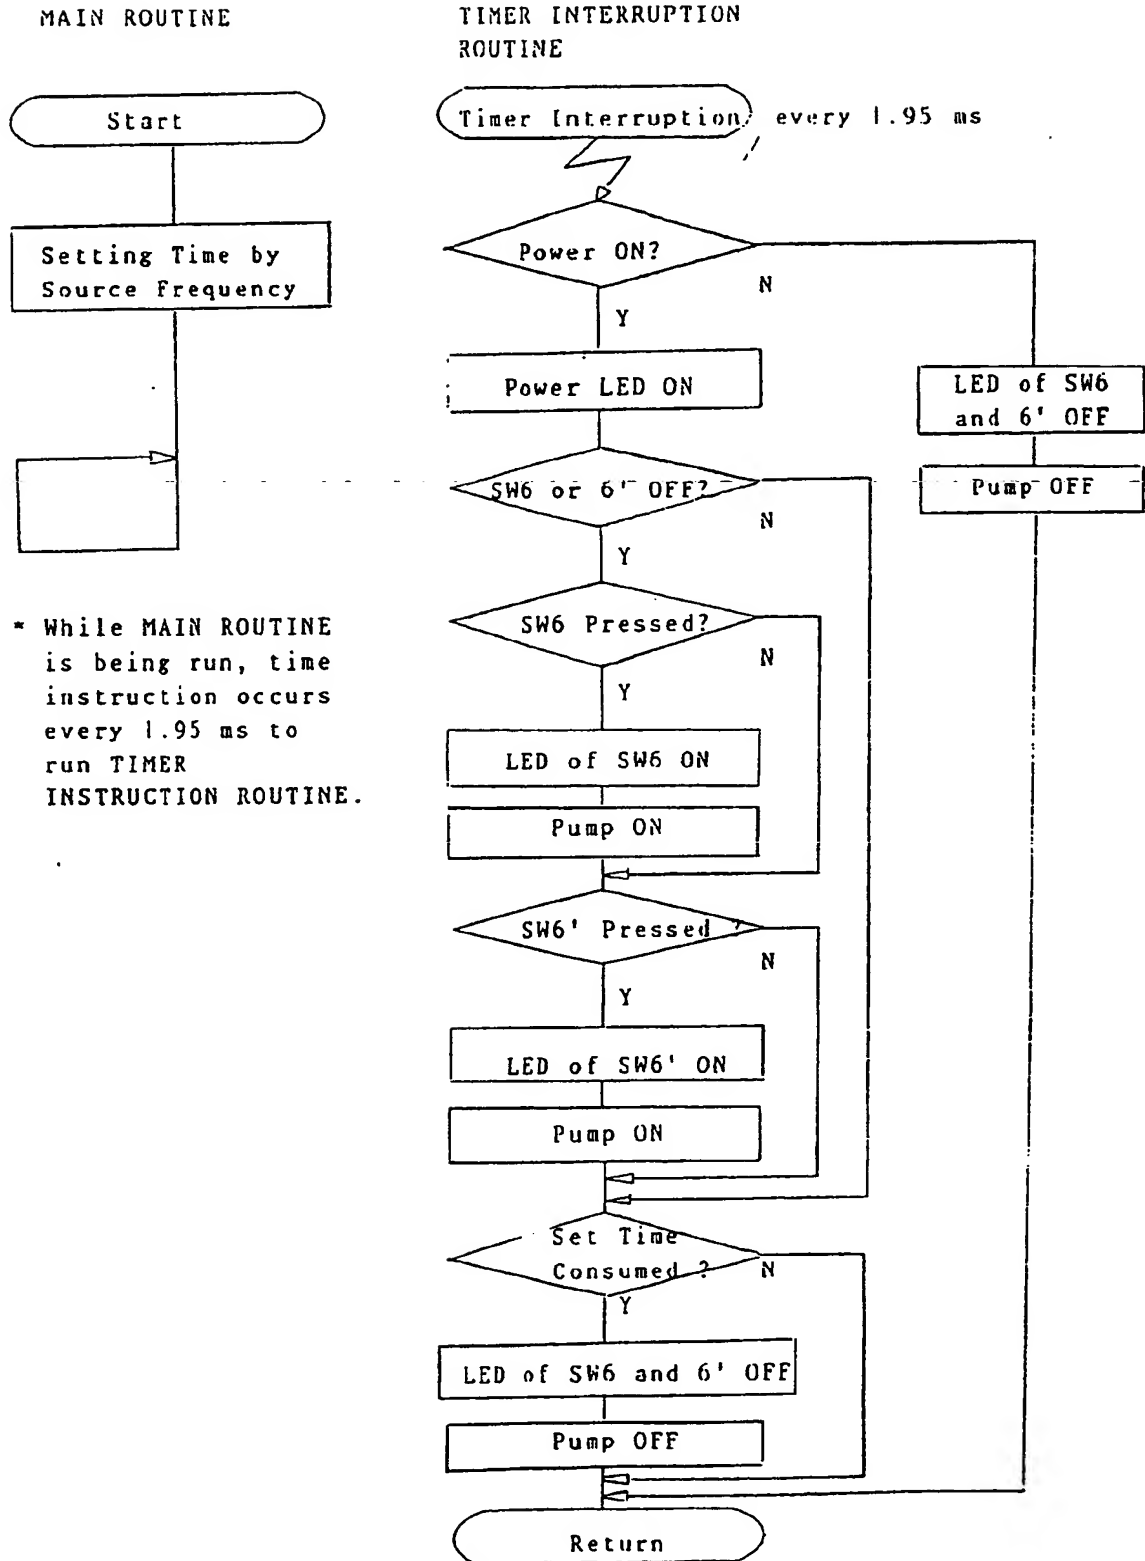 MAIN ROUTINE
Start
Setting Time by
Source Frequency
* While MAIN ROUTINE
is being run, time
instruction occurs
every 1.95 ms to
run TIMER
INSTRUCTION ROUTINE.
TIMER INTERRUPTION
ROUTINE
Timer Interruption every 1.95 ms
Power ON?
N
Y
Power LED ON
LED of SW6
and 6' OFF
Pump OFF
SW6 or 6' OFF?
N
Y
SW6 Pressed?
N
Y
LED of SW6 ON
Pump ON
SW6' Pressed ?
N
Y
LED of SW6' ON
Pump ON
Set Time
Consumed ?
N
Y
LED of SW6 and 6' OFF
Pump OFF
Return